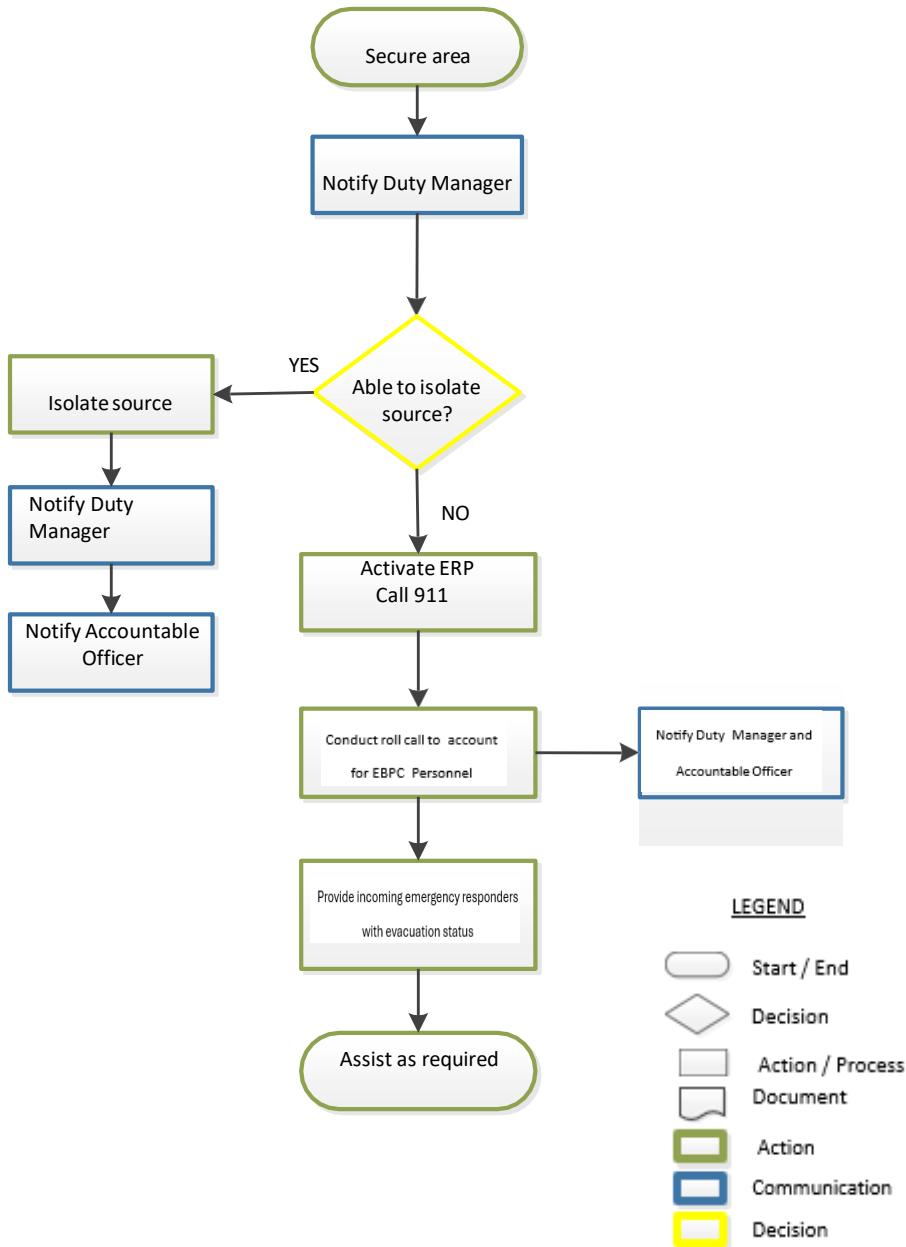 Secure area
Notify Duty Manager
Able to isolate
source?
YES
Isolate source
Notify Duty
Manager
Notify Accountable
Officer
NO
Activate ERP
Call 911
Conduct roll call to account
for EBPC Personnel
Notify Duty Manager and
Accountable Officer
Provide incoming emergency responders
with evacuation status
Assist as required
LEGEND
Start / End
Decision
Action / Process
Document
Action
Communication
Decision